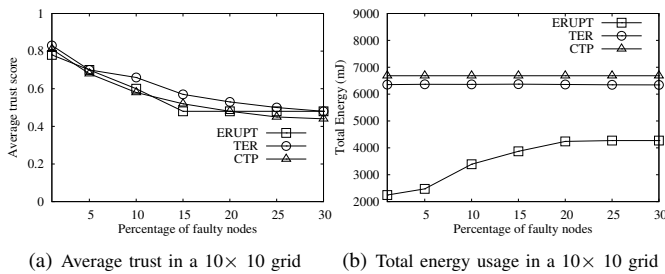 1
0.8
0.6
0.4
0.2
0
5 10 15 20 25 30
Average trust score
Percentage of faulty nodes
ERUPT
TER
CTP
(a) Average trust in a 10× 10 grid
9000
8000
7000
6000
5000
4000
3000
2000
5 10 15 20 25 30
Total Energy (mJ)
Percentage of faulty nodes
ERUPT
TER
CTP
(b) Total energy usage in a 10× 10 grid